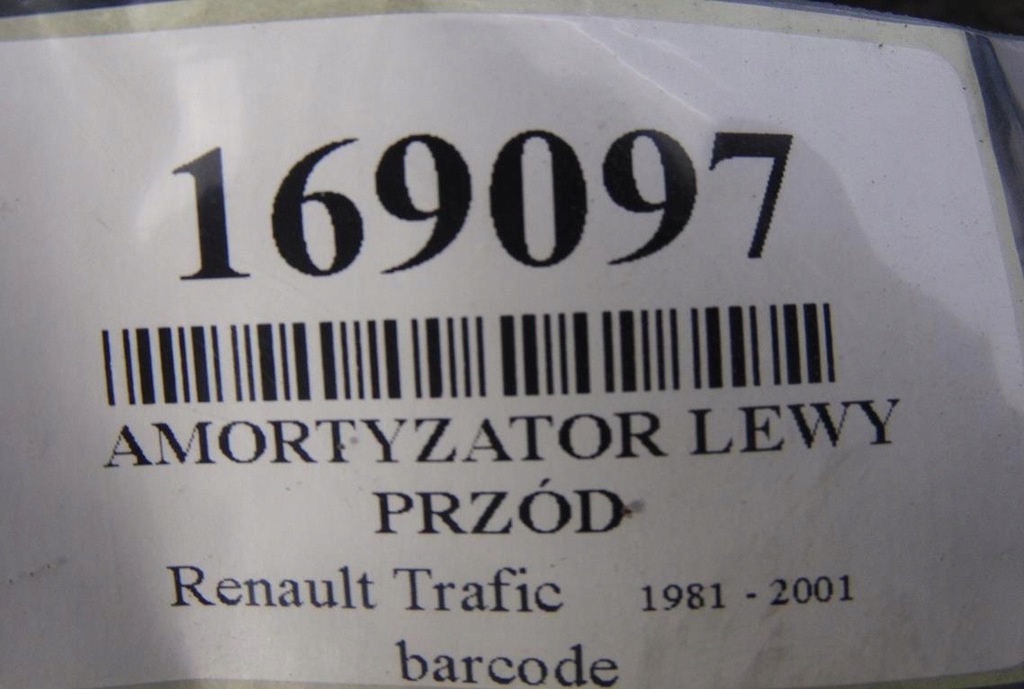 169097
AMORTYZATOR LEWY
PRZÓD
Renault Trafic 1981 - 2001
barcode